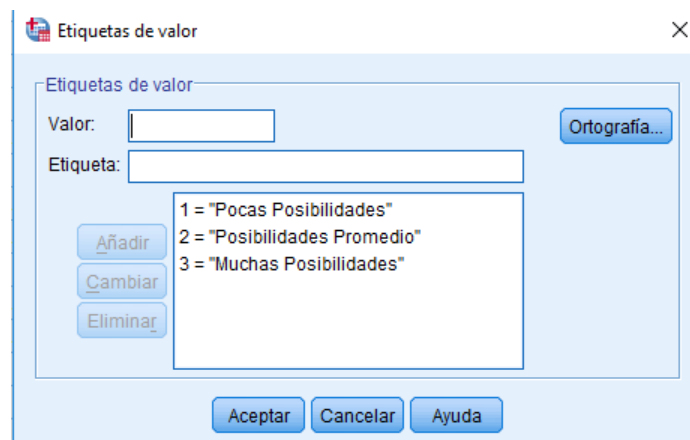 Etiquetas de valor
Etiquetas de valor
Valor:
Ortografía...
Etiqueta:
1 = "Pocas Posibilidades"
2 = "Posibilidades Promedio"
3 = "Muchas Posibilidades"
Añadir
Cambiar
Eliminar
Aceptar Cancelar Ayuda